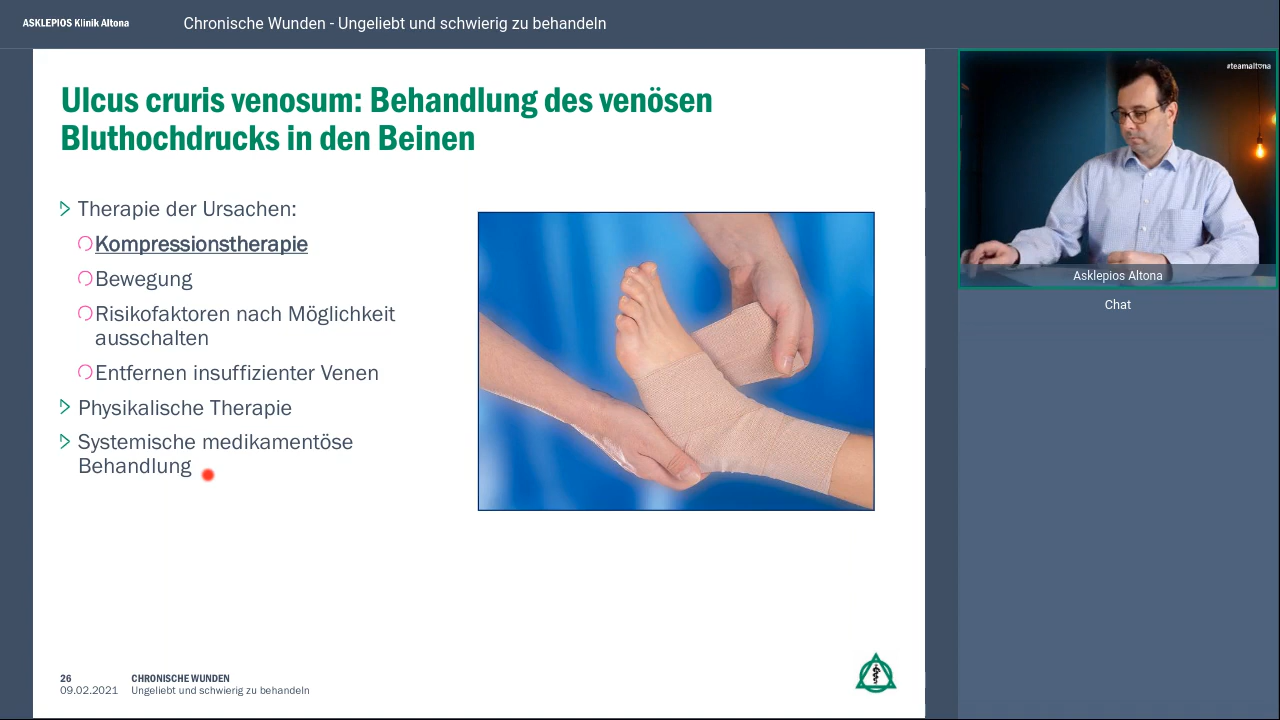 ASKLEPIOS Klinik Altona
Chronische Wunden - Ungeliebt und schwierig zu behandeln
#teamaltona
Ulcus cruris venosum: Behandlung des venösen
Bluthochdrucks in den Beinen
Therapie der Ursachen:
Kompressionstherapie
Bewegung
Risikofaktoren nach Möglichkeit
ausschalten
Entfernen insuffizienter Venen
Physikalische Therapie
Systemische medikamentöse
Behandlung
Asklepios Altona
Chat
26 CHRONISCHE WUNDEN
09.02.2021 Ungeliebt und schwierig zu behandeln